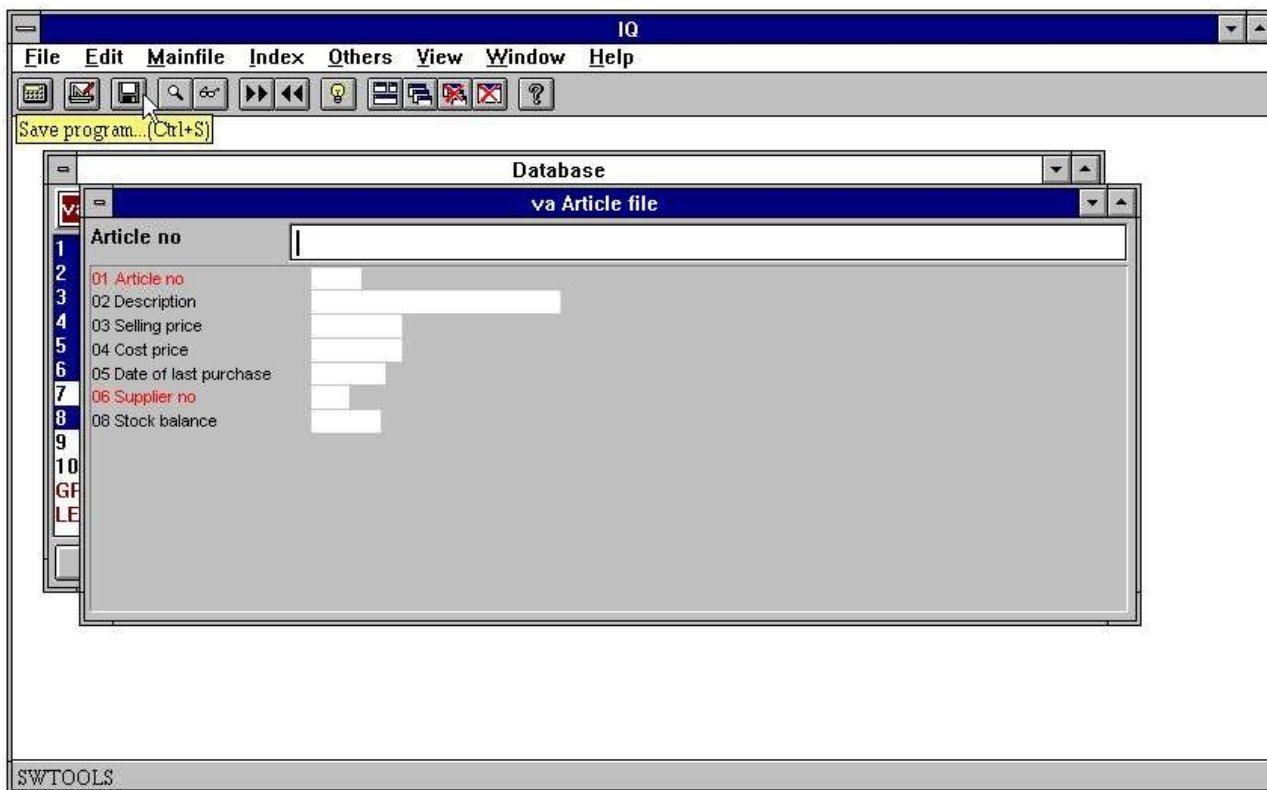 IQ
File Edit Mainfile Index Others View Window Help
Save program...(Ctrl+S)
Database
va Article file
Article no
1
2
3
4
5
6
7
8
9
10
01 Article no
02 Description
03 Selling price
04 Cost price
05 Date of last purchase
06 Supplier no
08 Stock balance
SWTOOLS